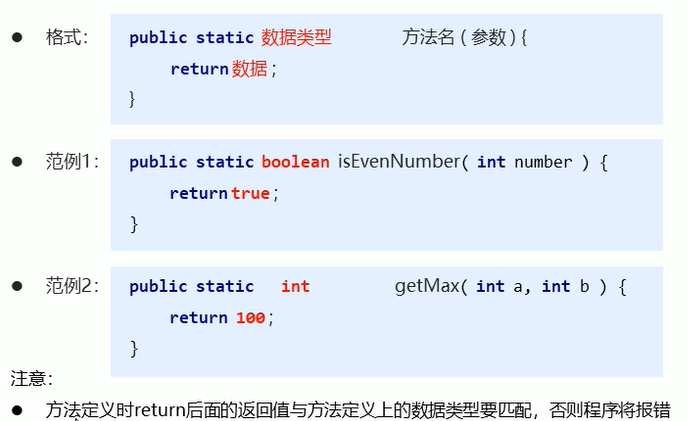 ● 格式： public static 数据类型 方法名 ( 参数 ) {
return 数据 ;
}
● 范例1： public static boolean isEvenNumber( int number ) {
return true ;
}
● 范例2： public static int getMax( int a, int b ) {
return 100;
}
注意：
● 方法定义时return后面的返回值与方法定义上的数据类型要匹配，否则程序将报错